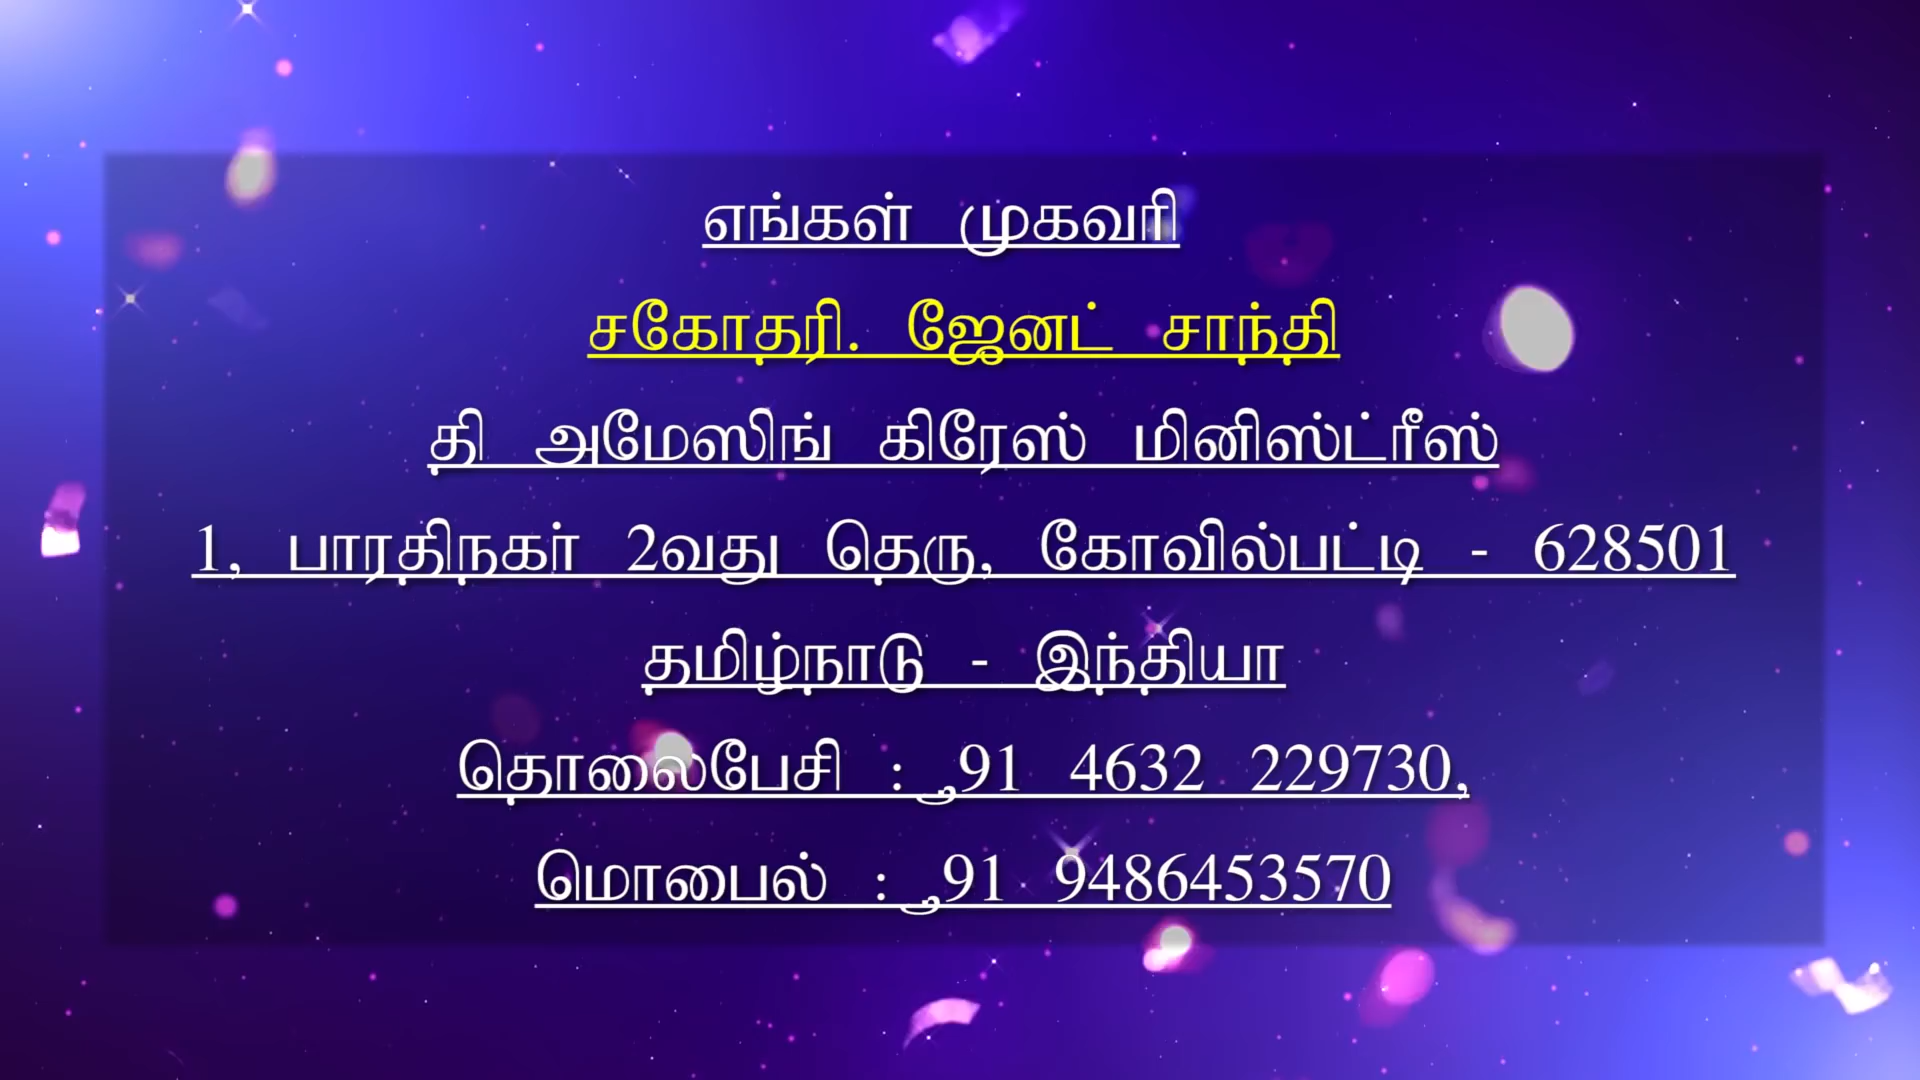 எங்கள் முகவரி
சகோதரி. ஜேனட் சாந்தி
தி அமேஸிங் கிரேஸ் மினிஸ்ட்ரீஸ்
1, பாரதிநகர் 2வது தெரு, கோவில்பட்டி - 628501
தமிழ்நாடு - இந்தியா
தொலைபேசி : ு91 4632 229730,
மொபைல் : ு91 9486453570